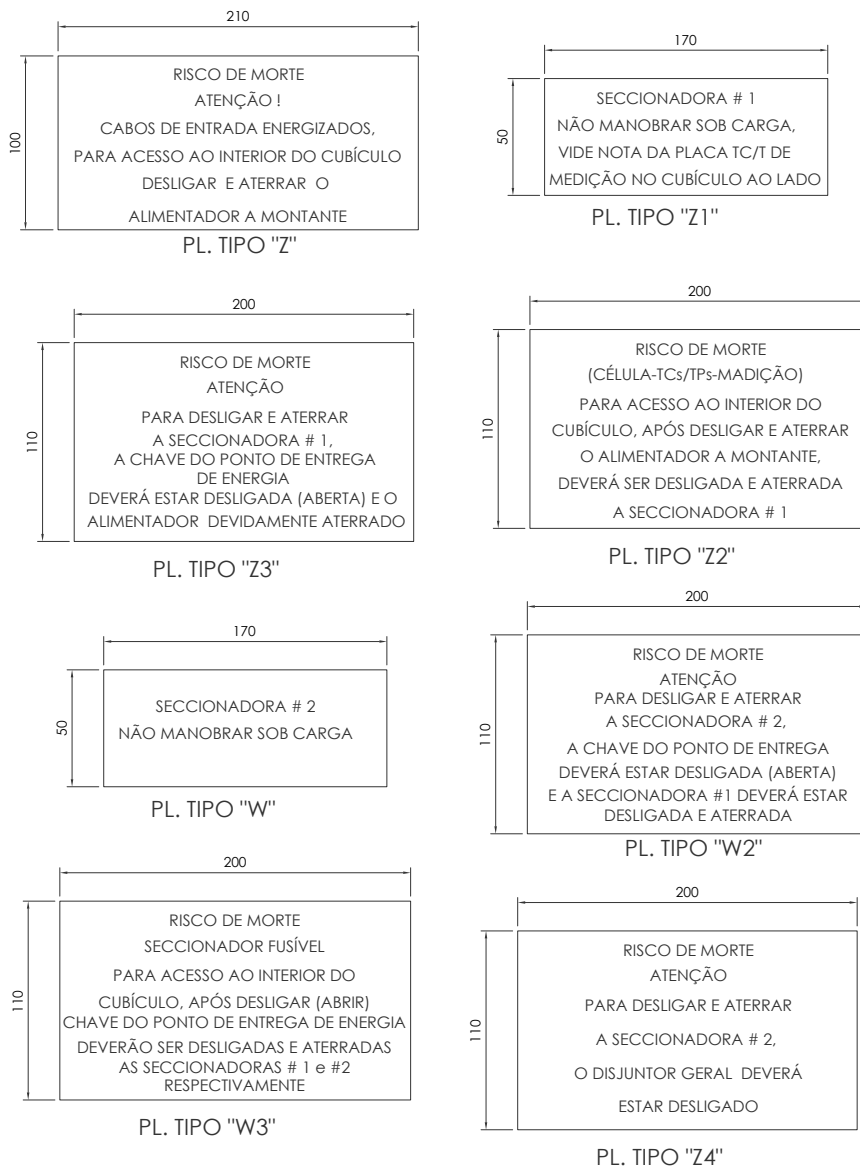 210
100
RISCO DE MORTE
ATENÇÃO !
CABOS DE ENTRADA ENERGIZADOS,
PARA ACESSO AO INTERIOR DO CUBÍCULO
DESLIGAR E ATERRAR O
ALIMENTADOR A MONTANTE
PL. TIPO "Z"
170
50
SECCIONADORA # 1
NÃO MANOBRAR SOB CARGA,
VIDE NOTA DA PLACA TC/T DE
MEDIÇÃO NO CUBÍCULO AO LADO
PL. TIPO "Z1"
200
110
RISCO DE MORTE
ATENÇÃO
PARA DESLIGAR E ATERRAR
A SECCIONADORA # 1,
A CHAVE DO PONTO DE ENTREGA
DE ENERGIA
DEVERÁ ESTAR DESLIGADA (ABERTA) E O
ALIMENTADOR DEVIDAMENTE ATERRADO
PL. TIPO "Z3"
200
110
RISCO DE MORTE
(CÉLULA-TCs/TPs-MADIÇÃO)
PARA ACESSO AO INTERIOR DO
CUBÍCULO, APÓS DESLIGAR E ATERRAR
O ALIMENTADOR A MONTANTE,
DEVERÁ SER DESLIGADA E ATERRADA
A SECCIONADORA # 1
PL. TIPO "Z2"
170
50
SECCIONADORA # 2
NÃO MANOBRAR SOB CARGA
PL. TIPO "W"
200
110
RISCO DE MORTE
ATENÇÃO
PARA DESLIGAR E ATERRAR
A SECCIONADORA # 2,
A CHAVE DO PONTO DE ENTREGA
DEVERÁ ESTAR DESLIGADA (ABERTA)
E A SECCIONADORA #1 DEVERÁ ESTAR
DESLIGADA E ATERRADA
PL. TIPO "W2"
200
110
RISCO DE MORTE
SECCIONADOR FUSÍVEL
PARA ACESSO AO INTERIOR DO
CUBÍCULO, APÓS DESLIGAR (ABRIR)
CHAVE DO PONTO DE ENTREGA DE ENERGIA
DEVERÃO SER DESLIGADAS E ATERRADAS
AS SECCIONADORAS # 1 e #2
RESPECTIVAMENTE
PL. TIPO "W3"
200
110
RISCO DE MORTE
ATENÇÃO
PARA DESLIGAR E ATERRAR
A SECCIONADORA # 2,
O DISJUNTOR GERAL DEVERÁ
ESTAR DESLIGADO
PL. TIPO "Z4"